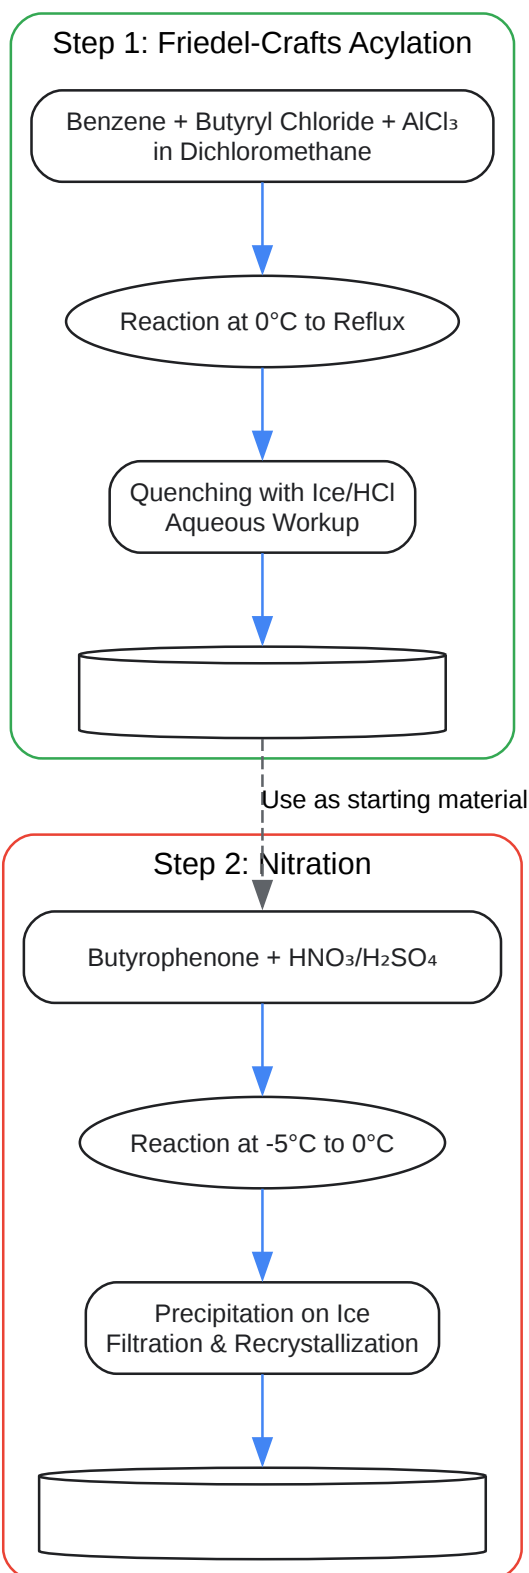 Step 1: Friedel-Crafts Acylation
Benzene + Butyryl Chloride + AlCl₃
in Dichloromethane
Reaction at 0°C to Reflux
Quenching with Ice/HCl
Aqueous Workup
Use as starting material
Step 2: Nitration
Butyrophenone + HNO₃/H₂SO₄
Reaction at -5°C to 0°C
Precipitation on Ice
Filtration & Recrystallization